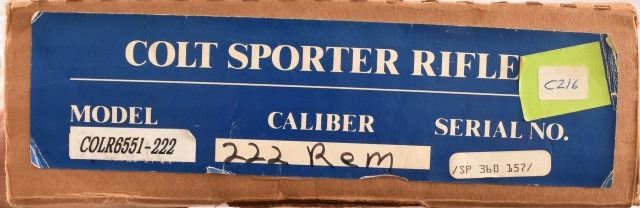 COLT SPORTER RIFLE
C216
MODEL CALIBER SERIAL NO.
COLR6551-222 222 Rem /SP 360 157/